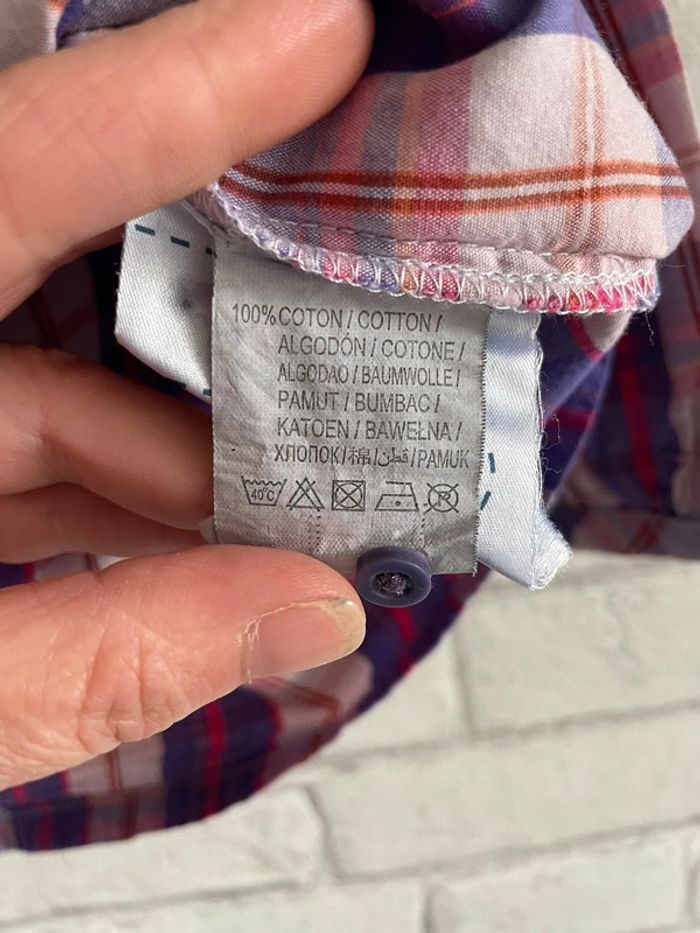 100% COTON / COTTON /
ALGODÓN / COTONE /
ALGODAO / BAUMWOLLE /
PAMUT / BUMBAC /
KATOEN / BAWEŁNA /
ХЛОПОК / 棉 / قطن / PAMUK
40°C P